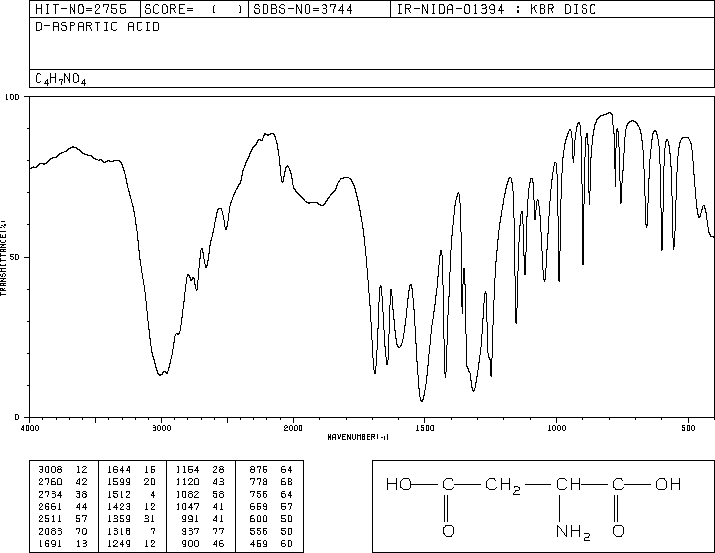 HIT-NO=2755 SCORE= ( ) SDBS-NO=3744 IR-NIDA-01394 : KBR DISC
D-ASPARTIC ACID
C4H7NO4
100
50
0
TRANSMITTANCE(%)
4000 3000 2000 1500 1000 500
WAVENUMBER(-1)
3008 12 1644 16 1154 28 876 64
2760 42 1599 20 1120 43 778 68
2734 38 1512 4 1082 58 756 64
2661 44 1423 12 1047 41 659 57
2511 57 1359 31 991 41 600 50
2083 70 1318 7 937 77 556 50
1691 13 1249 12 900 46 459 60
HO C CH2 CH C OH
O NH2 O